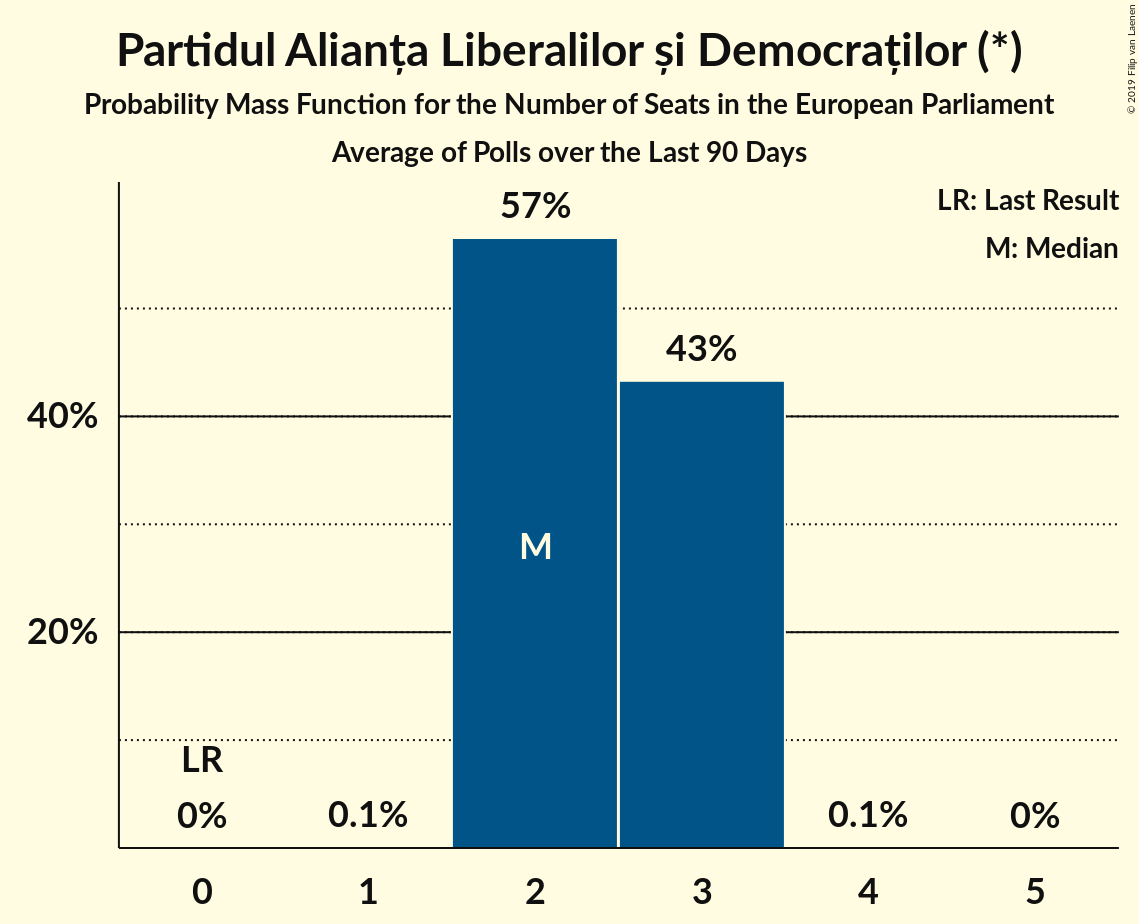 Partidul Alianța Liberalilor și Democraților (*)
Probability Mass Function for the Number of Seats in the European Parliament
Average of Polls over the Last 90 Days
© 2019 Filip van Laenen
LR: Last Result
M: Median
57%
43%
40%
M
20%
LR
0%
0.1%
0.1%
0%
0
1
2
3
4
5